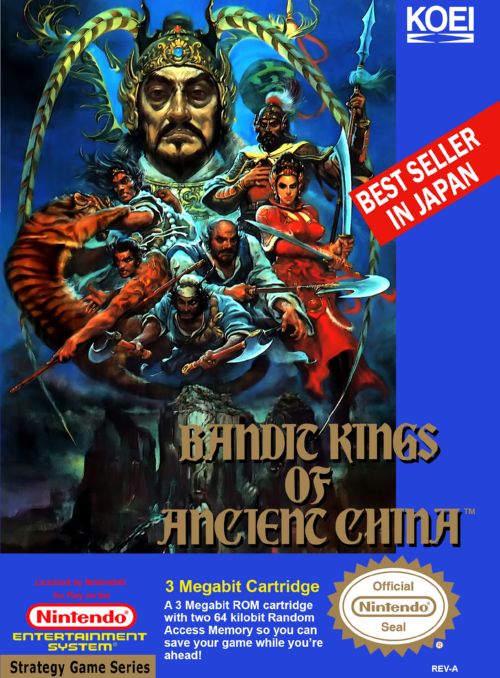 KOEI
BEST SELLER
IN JAPAN
BANDIT KINGS
OF
ANCIENT CHINA™
Licensed by Nintendo®
for Play on the
Nintendo®
ENTERTAINMENT
SYSTEM®
Strategy Game Series
3 Megabit Cartridge
A 3 Megabit ROM cartridge
with two 64 kilobit Random
Access Memory so you can
save your game while you're
ahead!
Official
Nintendo®
Seal
®
REV-A